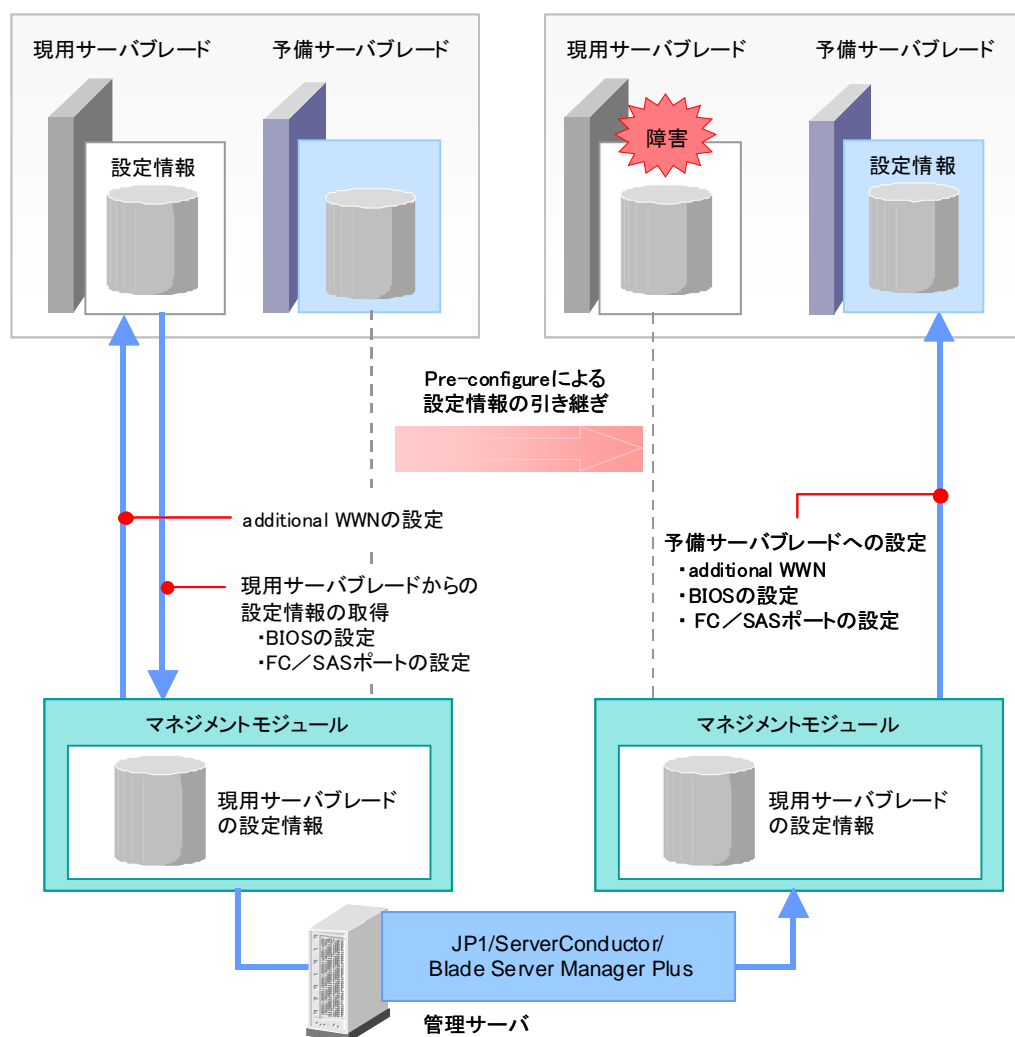 現用サーバブレード
予備サーバブレード
設定情報
現用サーバブレード
予備サーバブレード
障害
設定情報
Pre-configureによる
設定情報の引き継ぎ
additional WWNの設定
現用サーバブレードからの
設定情報の取得
・BIOSの設定
・FC／SASポートの設定
予備サーバブレードへの設定
・additional WWN
・BIOSの設定
・FC／SASポートの設定
マネジメントモジュール
現用サーバブレード
の設定情報
マネジメントモジュール
現用サーバブレード
の設定情報
JP1/ServerConductor/
Blade Server Manager Plus
管理サーバ